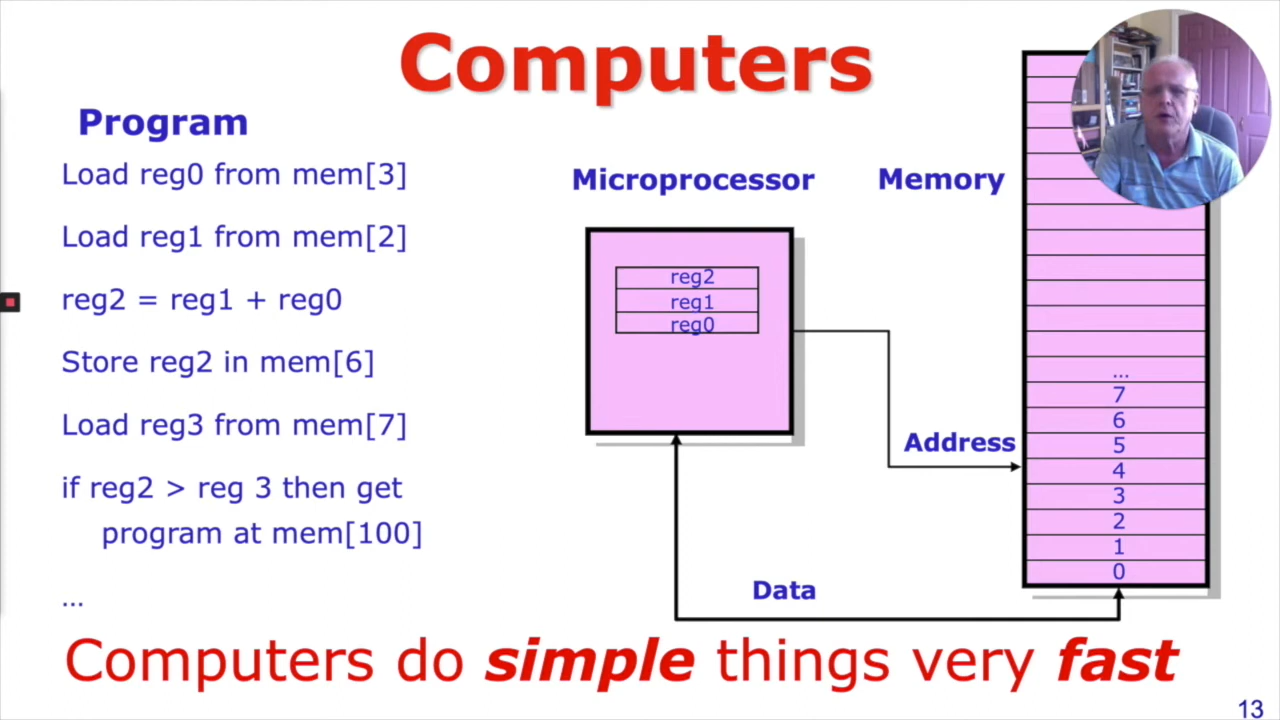 Computers
Program
Load reg0 from mem[3]
Load reg1 from mem[2]
reg2 = reg1 + reg0
Store reg2 in mem[6]
Load reg3 from mem[7]
if reg2 > reg 3 then get
program at mem[100]
...
Microprocessor
reg2
reg1
reg0
Memory
...
7
6
5
4
3
2
1
0
Address
Data
Computers do simple things very fast
13